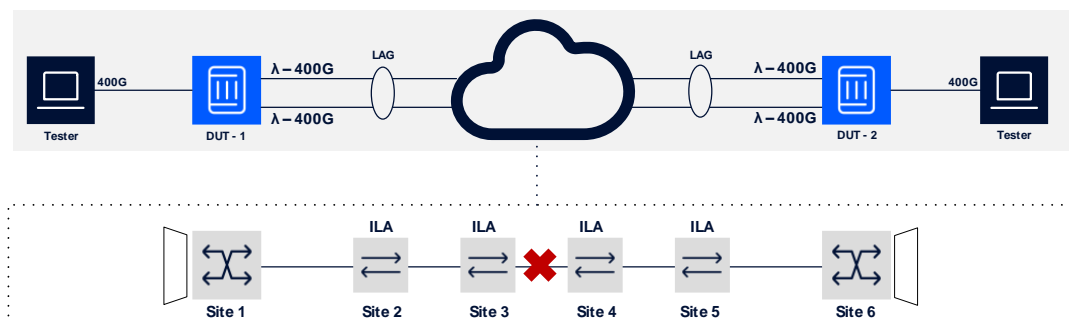 LAG
LAG
400G
λ – 400G
λ – 400G
400G
λ – 400G
λ – 400G
Tester
DUT - 1
DUT - 2
Tester
ILA
ILA
ILA
ILA
Site 1
Site 2
Site 3
Site 4
Site 5
Site 6